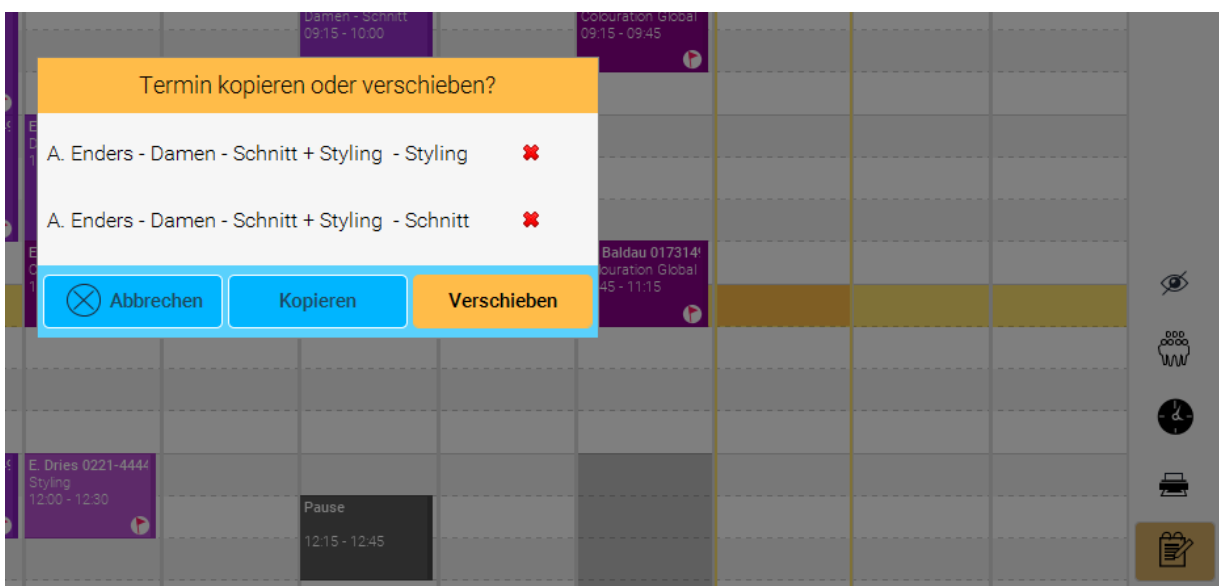 Damen - Schnitt
09:15 - 10:00
Colouration Global
09:15 - 09:45
Termin kopieren oder verschieben?
A. Enders - Damen - Schnitt + Styling - Styling
A. Enders - Damen - Schnitt + Styling - Schnitt
Abbrechen
Kopieren
Verschieben
Baldau 017314
ouration Global
45 - 11:15
E. Dries 0221-4444
Styling
12:00 - 12:30
Pause
12:15 - 12:45